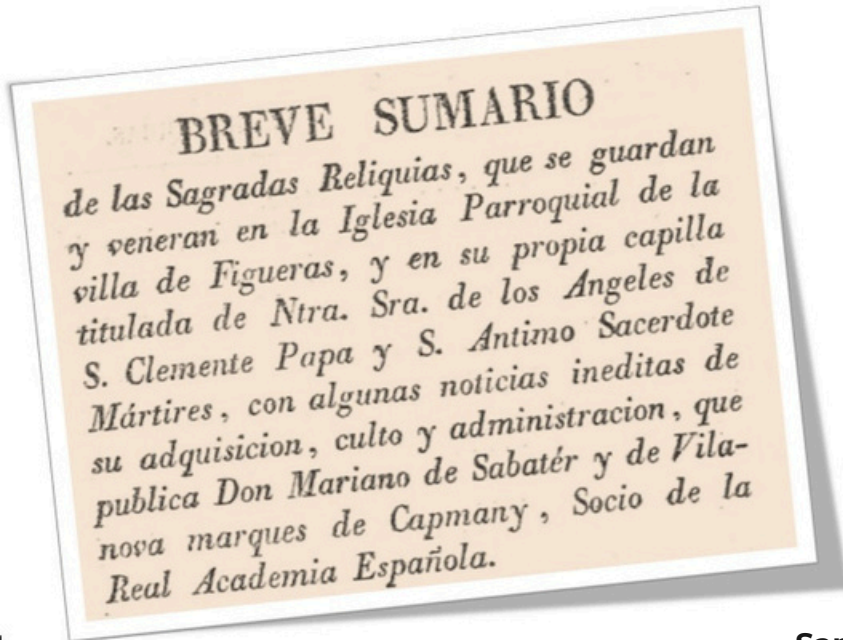 BREVE SUMARIO
de las Sagradas Reliquias, que se guardan
y veneran en la Iglesia Parroquial de la
villa de Figueras, y en su propia capilla
titulada de Ntra. Sra. de los Angeles de
S. Clemente Papa y S. Antimo Sacerdote
Mártires, con algunas noticias ineditas de
su adquisicion, culto y administracion, que
publica Don Mariano de Sabatér y de Vila-
nova marques de Capmany, Socio de la
Real Academia Española.